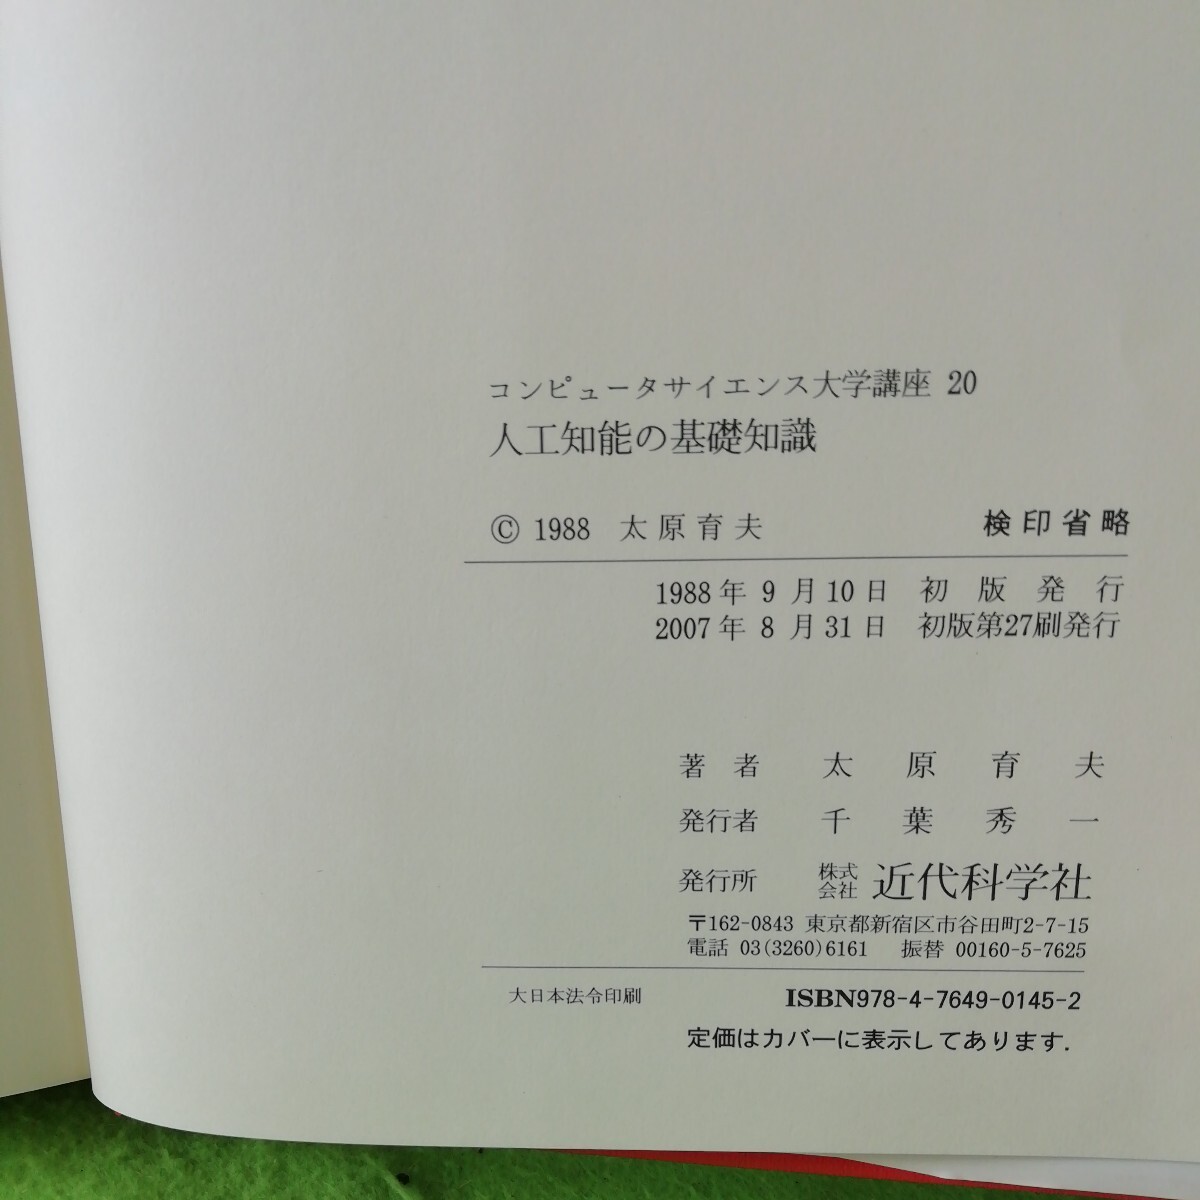 コンピュータサイエンス大学講座 20
人工知能の基礎知識
© 1988 太原育夫 検印省略
1988年 9 月10日 初版発行
2007年 8 月31日 初版第27刷発行
著者 太原育夫
発行者 千葉秀一
発行所 株式会社 近代科学社
〒162-0843 東京都新宿区市谷田町2-7-15
電話 03(3260)6161 振替 00160-5-7625
大日本法令印刷 ISBN978-4-7649-0145-2
定価はカバーに表示してあります.